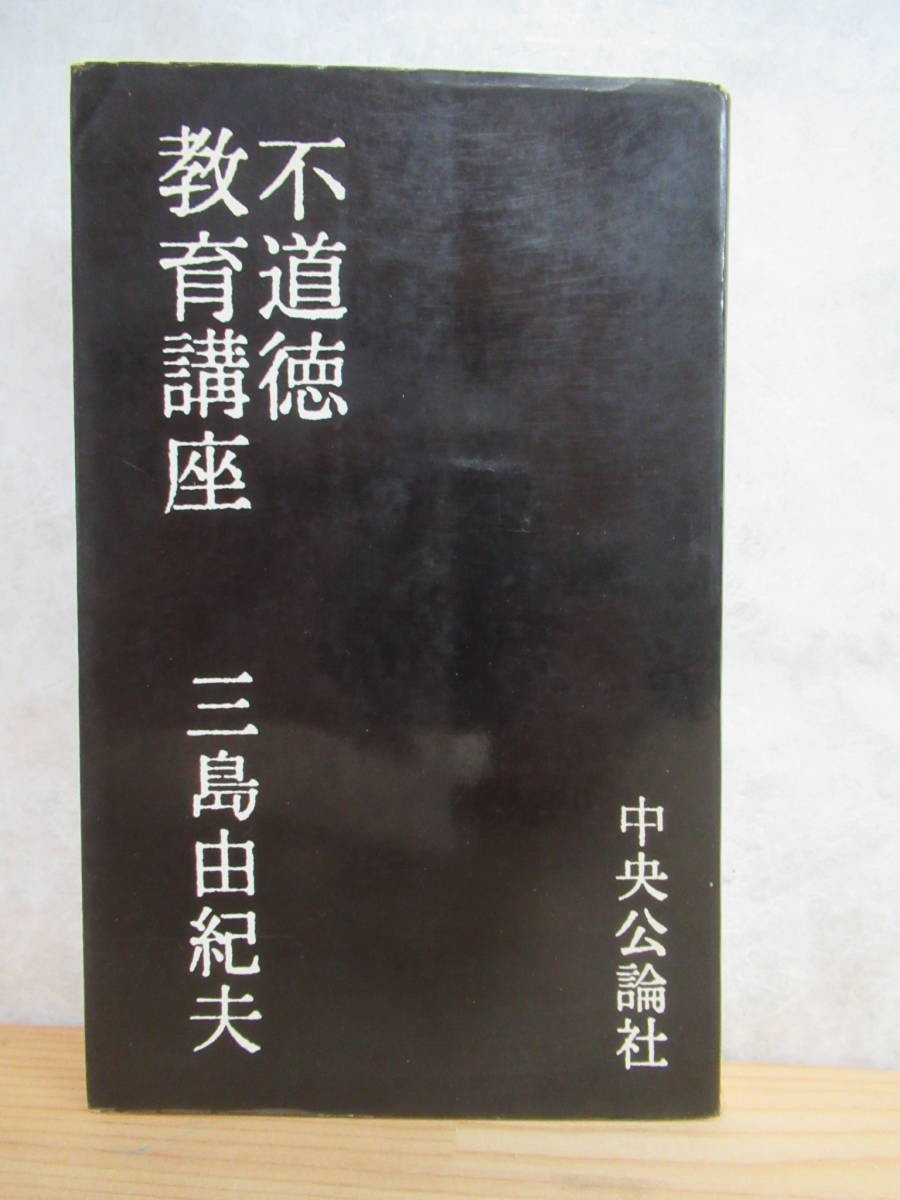 不道徳
教育講座
三島由紀夫
中央公論社